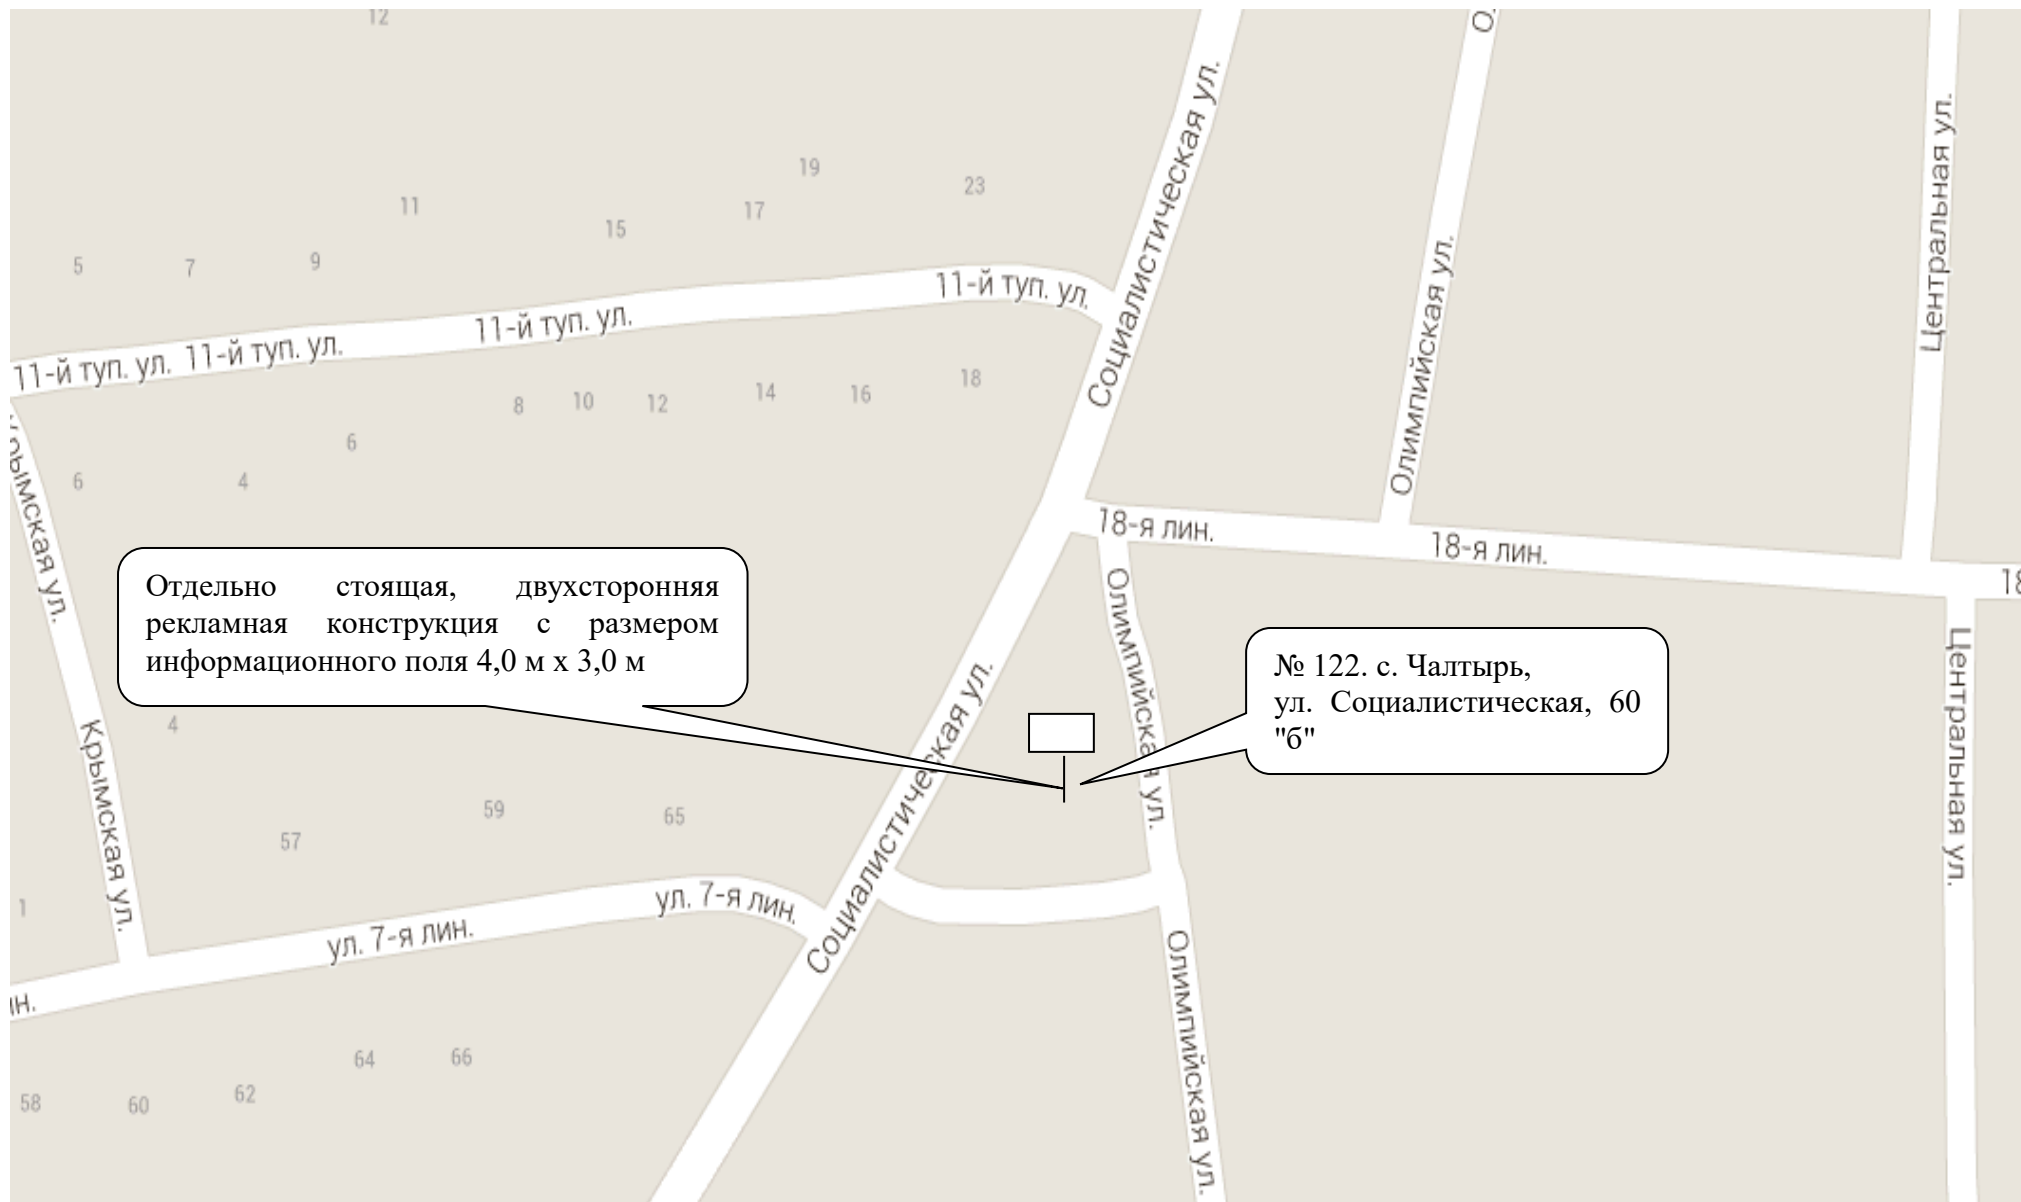 12
О.
Социалистическая ул.
Центральная ул.
19
23
11
17
15
5
7
9
Олимпийская ул.
11-й туп. ул.
11-й туп. ул.
11-й туп. ул. 11-й туп. ул.
18
14
16
8
10
12
6
6
4
Крымская ул.
18-я лин.
18-я лин.
18
Отдельно стоящая, двухсторонняя
рекламная конструкция с размером
информационного поля 4,0 м х 3,0 м
Олимпийская ул.
№ 122. с. Чалтырь,
ул. Социалистическая, 60
"б"
Центральная ул.
Социалистическая ул.
Социалистическая ул.
4
Крымская ул.
59
65
57
1
ул. 7-я лин.
ул. 7-я лин.
Олимпийская ул.
ин.
64
66
58
60
62